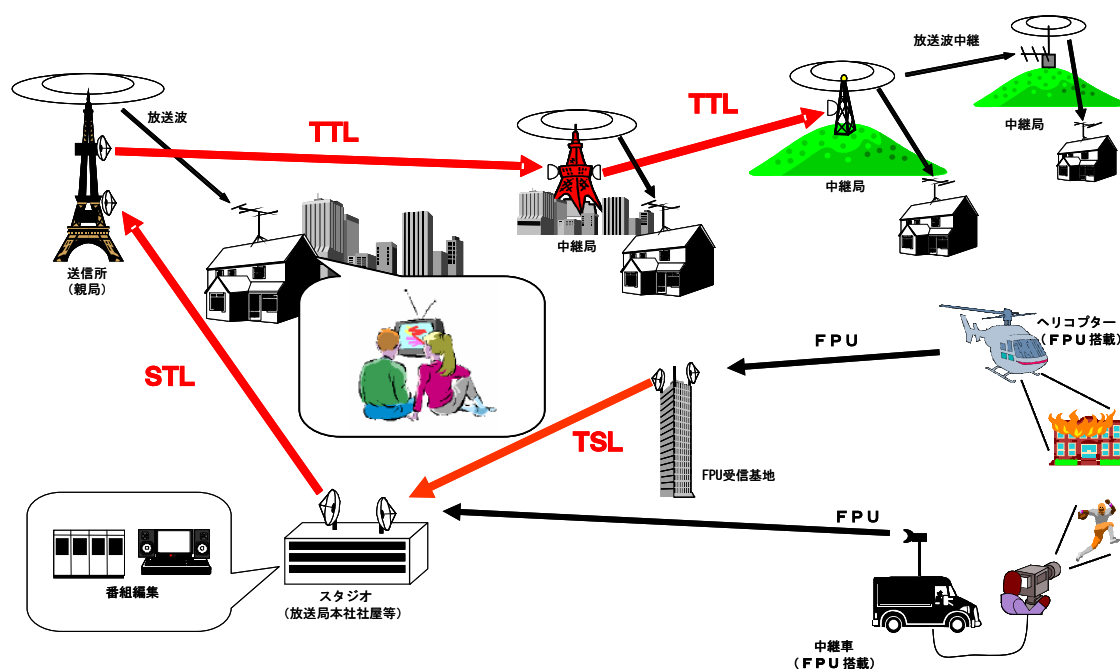 放送波中継
TTL
放送波
TTL
中継局
中継局
中継局
送信所
(親局)
ヘリコプター
(FPU搭載)
FPU
STL
TSL
FPU受信基地
FPU
番組編集
スタジオ
(放送局本社社屋等)
中継車
(FPU搭載)